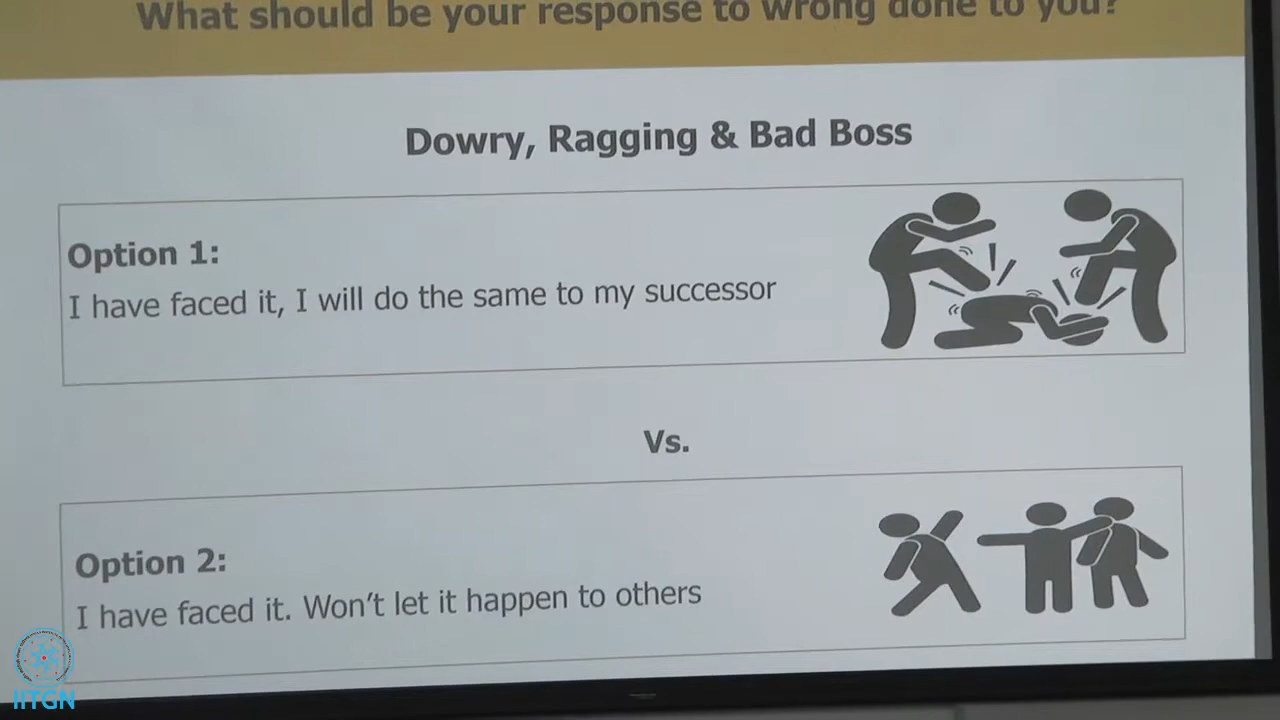 What should be your response to wrong done to you?
Dowry, Ragging & Bad Boss
Option 1:
I have faced it, I will do the same to my successor
Vs.
Option 2:
I have faced it. Won't let it happen to others
IITGN